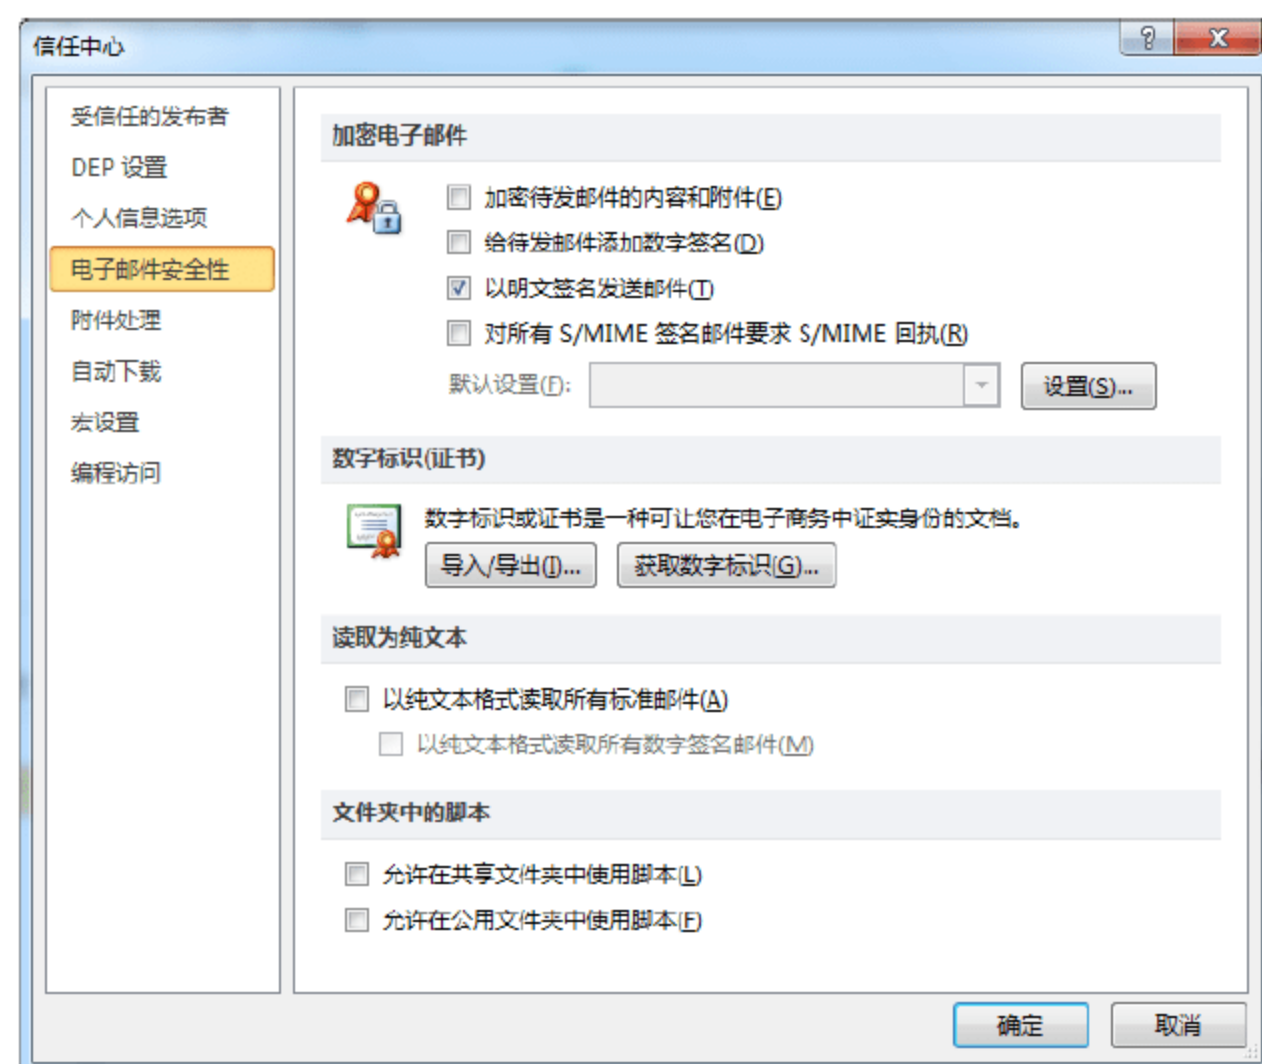 信任中心
受信任的发布者
DEP 设置
个人信息选项
电子邮件安全性
附件处理
自动下载
宏设置
编程访问
加密电子邮件
加密待发邮件的内容和附件(E)
给待发邮件添加数字签名(D)
以明文签名发送邮件(T)
对所有 S/MIME 签名邮件要求 S/MIME 回执(R)
默认设置(F): 设置(S)...
数字标识(证书)
数字标识或证书是一种可让您在电子商务中证实身份的文档。
导入/导出(I)... 获取数字标识(G)...
读取为纯文本
以纯文本格式读取所有标准邮件(A)
以纯文本格式读取所有数字签名邮件(M)
文件夹中的脚本
允许在共享文件夹中使用脚本(L)
允许在公用文件夹中使用脚本(F)
确定 取消